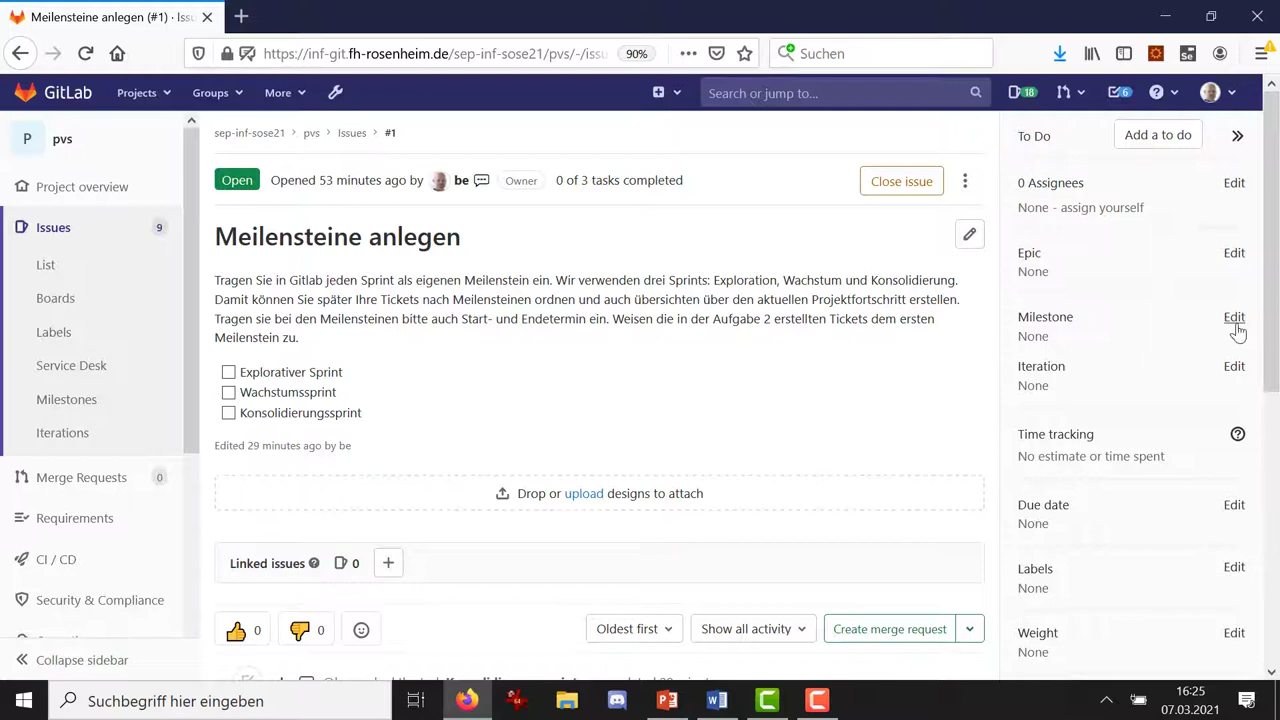 Meilensteine anlegen (#1) · Iss
https://inf-git.fh-rosenheim.de/sep-inf-sose21/pvs/-/issu
90%
Suchen
GitLab
Projects
Groups
More
Search or jump to...
18
6
P pvs
Project overview
Issues 9
List
Boards
Labels
Service Desk
Milestones
Iterations
Merge Requests 0
Requirements
CI / CD
Security & Compliance
Collapse sidebar
sep-inf-sose21 › pvs › Issues › #1
Open Opened 53 minutes ago by be Owner 0 of 3 tasks completed
Close issue
Meilensteine anlegen
Tragen Sie in Gitlab jeden Sprint als eigenen Meilenstein ein. Wir verwenden drei Sprints: Exploration, Wachstum und Konsolidierung.
Damit können Sie später Ihre Tickets nach Meilensteinen ordnen und auch übersichten über den aktuellen Projektfortschritt erstellen.
Tragen sie bei den Meilensteinen bitte auch Start- und Endetermin ein. Weisen die in der Aufgabe 2 erstellten Tickets dem ersten
Meilenstein zu.
Explorativer Sprint
Wachstumssprint
Konsolidierungssprint
Edited 29 minutes ago by be
Drop or upload designs to attach
Linked issues 0
0
0
Oldest first
Show all activity
Create merge request
To Do
Add a to do
0 Assignees Edit
None - assign yourself
Epic Edit
None
Milestone Edit
None
Iteration Edit
None
Time tracking
No estimate or time spent
Due date Edit
None
Labels Edit
None
Weight Edit
None
Suchbegriff hier eingeben
16:25
07.03.2021